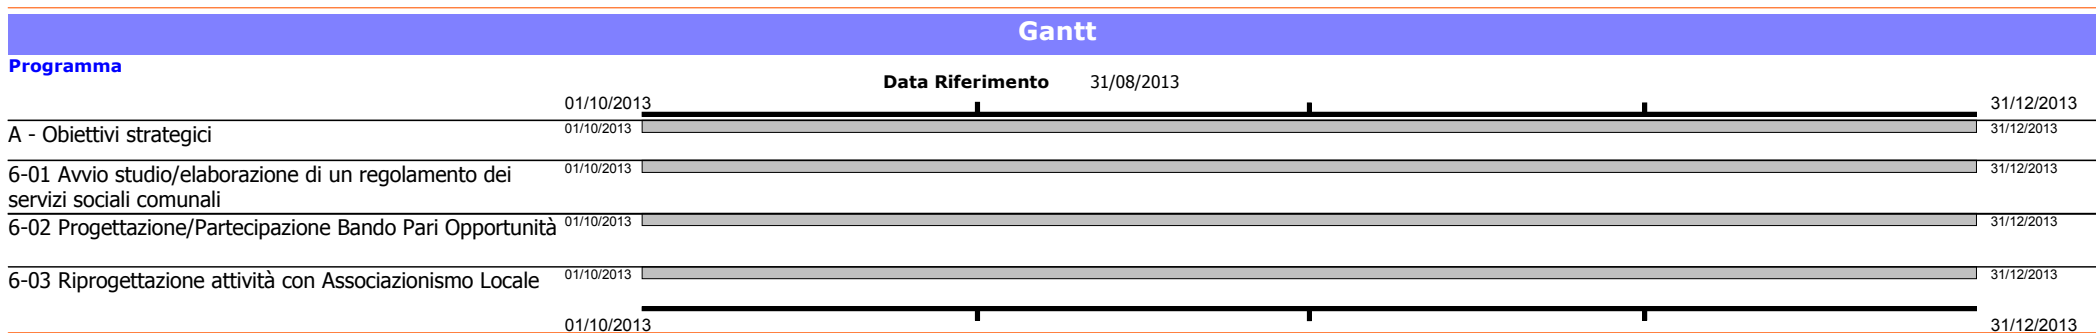 Gantt
Programma
Data Riferimento 31/08/2013
01/10/2013 31/12/2013
A - Obiettivi strategici 01/10/2013 31/12/2013
6-01 Avvio studio/elaborazione di un regolamento dei 01/10/2013 31/12/2013
servizi sociali comunali
6-02 Progettazione/Partecipazione Bando Pari Opportunità 01/10/2013 31/12/2013
6-03 Riprogettazione attività con Associazionismo Locale 01/10/2013 31/12/2013
01/10/2013 31/12/2013